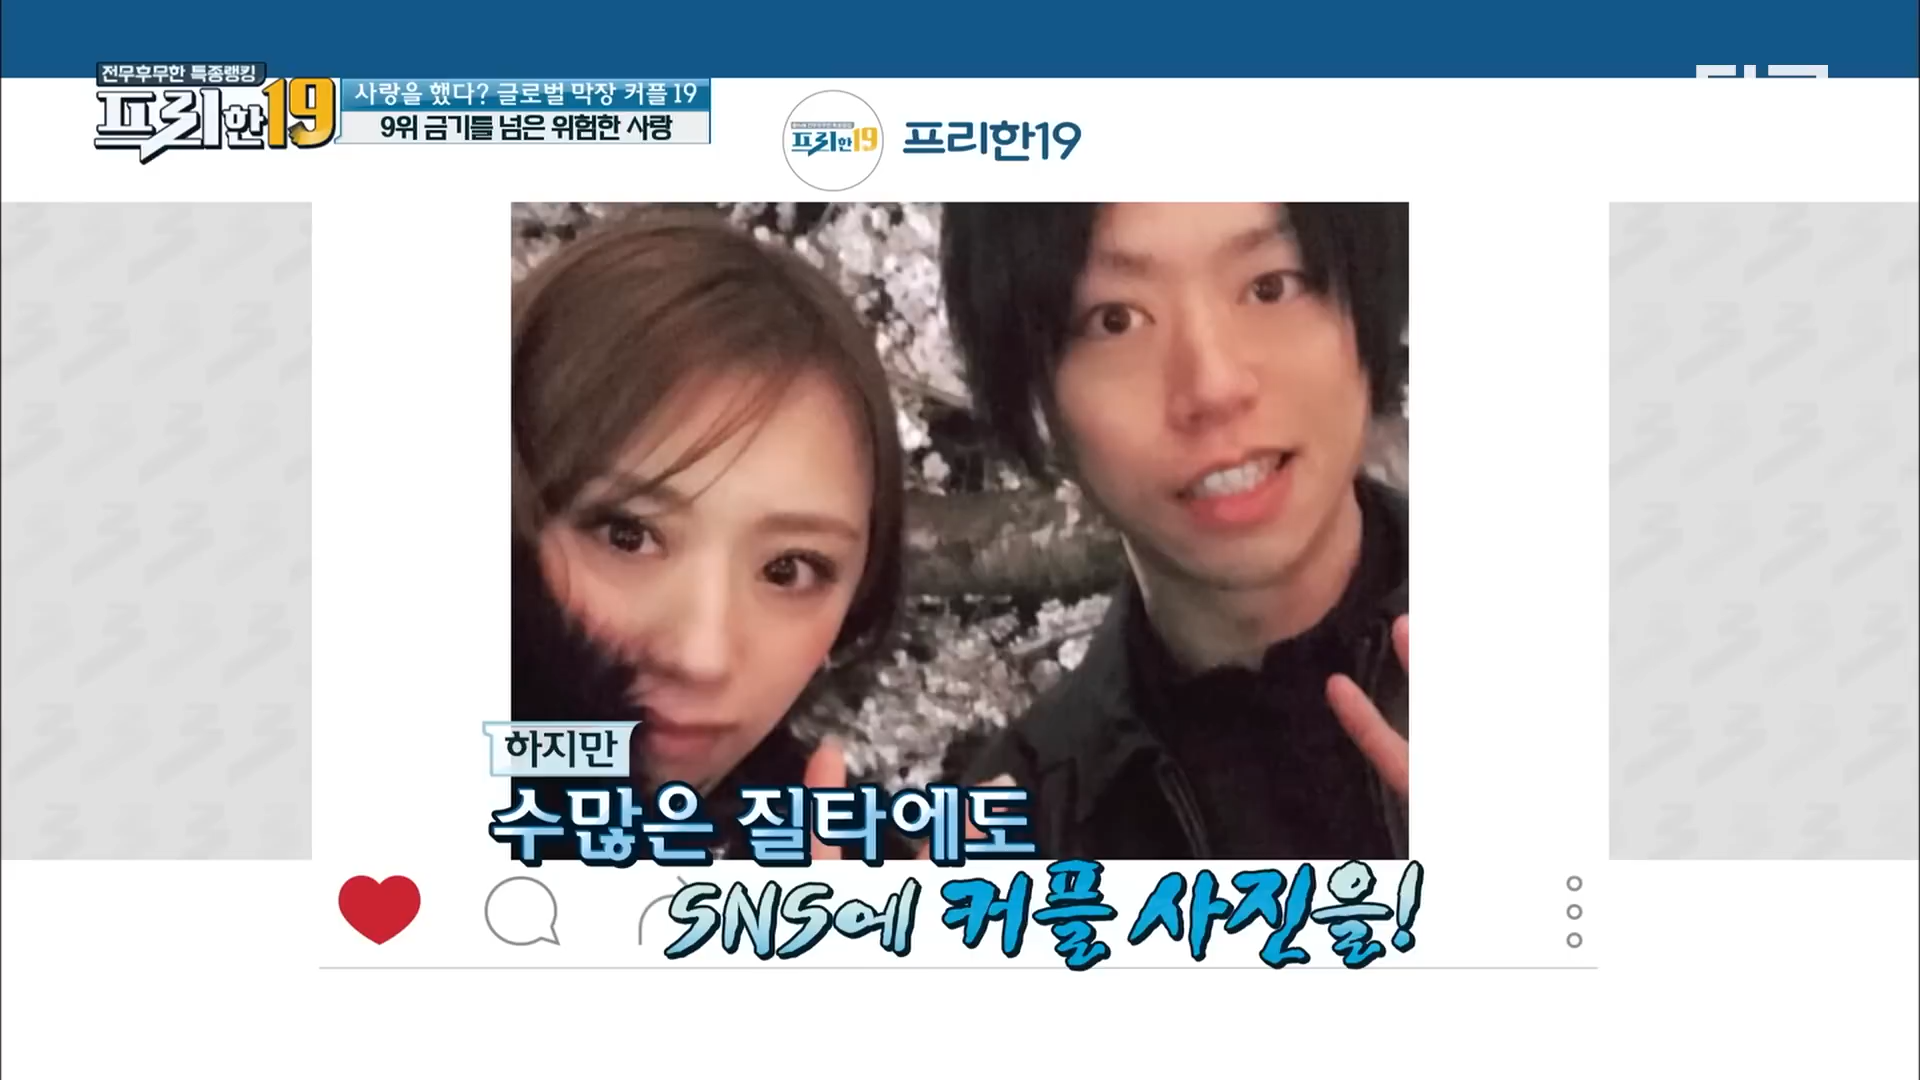 전무후무한 특종랭킹
프리한19
사랑을 했다? 글로벌 막장 커플 19
9위 금기를 넘은 위험한 사랑
프리한19
프리한19
하지만
수많은 질타에도
SNS에 커플 사진을!